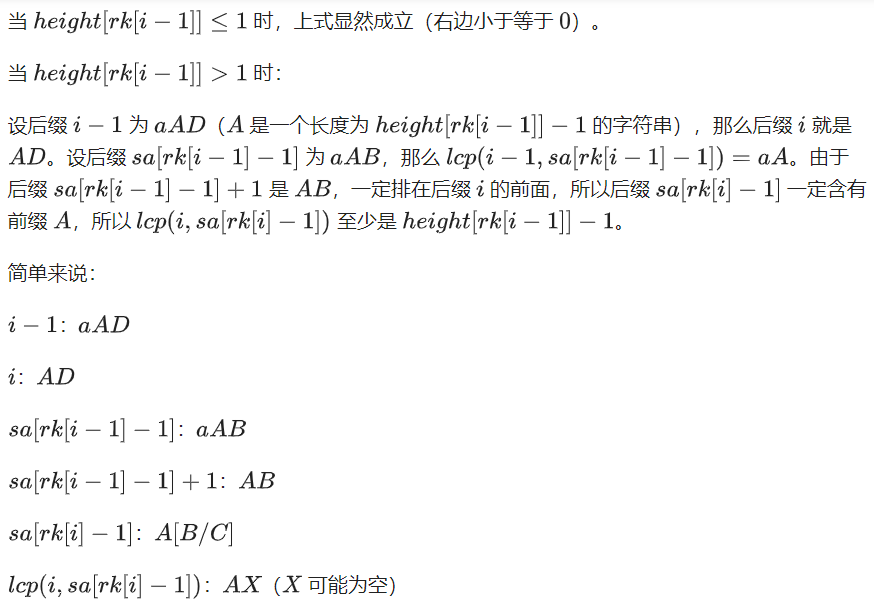 当 height[rk[i − 1]] ≤ 1 时，上式显然成立（右边小于等于 0）。
当 height[rk[i − 1]] > 1 时：
设后缀 i − 1 为 aAD（A 是一个长度为 height[rk[i − 1]] − 1 的字符串），那么后缀 i 就是
AD。设后缀 sa[rk[i − 1] − 1] 为 aAB，那么 lcp(i − 1, sa[rk[i − 1] − 1]) = aA。由于
后缀 sa[rk[i − 1] − 1] + 1 是 AB，一定排在后缀 i 的前面，所以后缀 sa[rk[i] − 1] 一定含有
前缀 A，所以 lcp(i, sa[rk[i] − 1]) 至少是 height[rk[i − 1]] − 1。
简单来说：
i − 1：aAD
i：AD
sa[rk[i − 1] − 1]：aAB
sa[rk[i − 1] − 1] + 1：AB
sa[rk[i] − 1]：A[B/C]
lcp(i, sa[rk[i] − 1])：AX（X 可能为空）